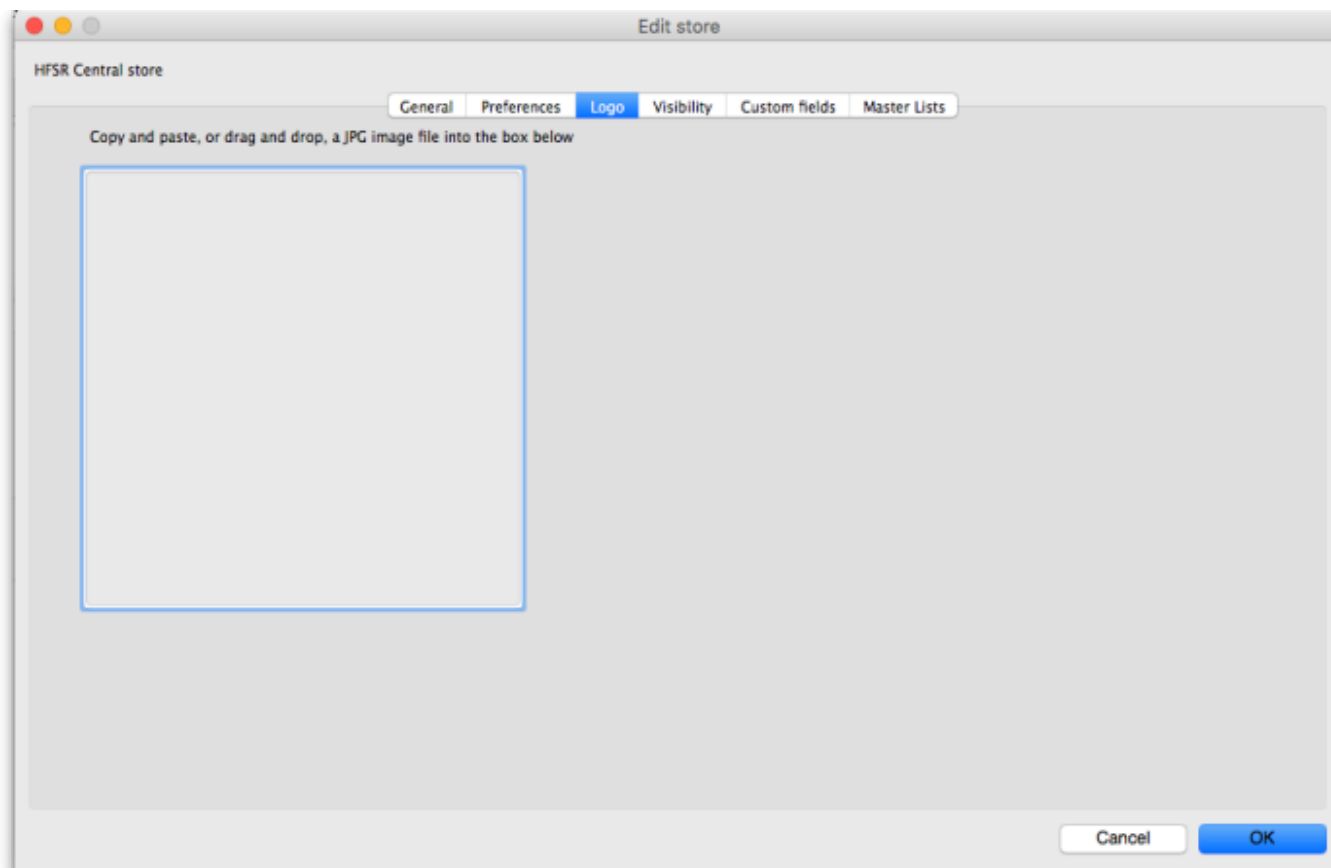 Edit store
HFSR Central store
General Preferences Logo Visibility Custom fields Master Lists
Copy and paste, or drag and drop, a JPG image file into the box below
Cancel OK